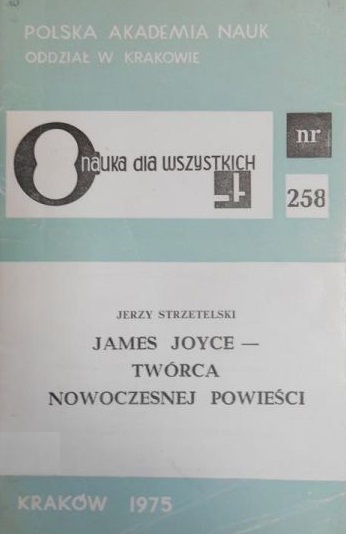 POLSKA AKADEMIA NAUK
ODDZIAŁ W KRAKOWIE
nauka dla wszystkich
nr
258
JERZY STRZETELSKI
JAMES JOYCE —
TWÓRCA
NOWOCZESNEJ POWIEŚCI
KRAKÓW 1975